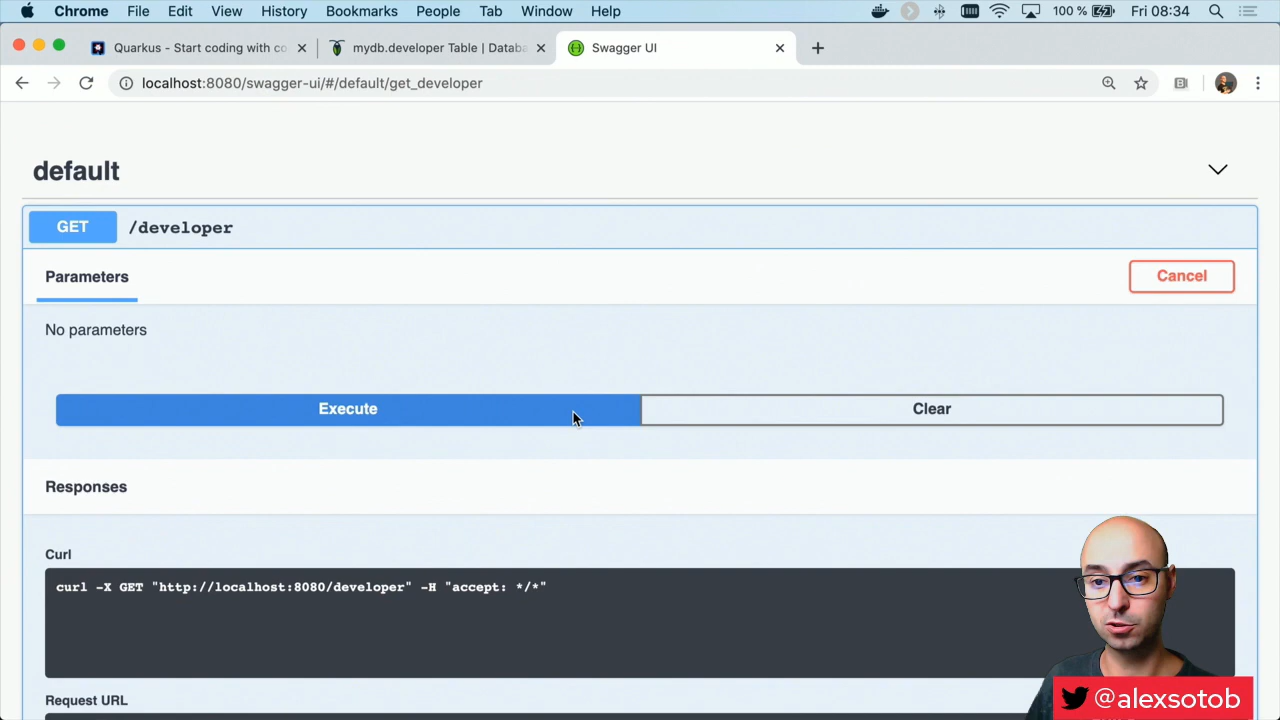 Chrome File Edit View History Bookmarks People Tab Window Help 100 % Fri 08:34
Quarkus - Start coding with co mydb.developer Table | Databa Swagger UI
localhost:8080/swagger-ui/#/default/get_developer
default
GET /developer
Parameters Cancel
No parameters
Execute Clear
Responses
Curl
curl -X GET "http://localhost:8080/developer" -H "accept: */*"
Request URL
@alexsotob